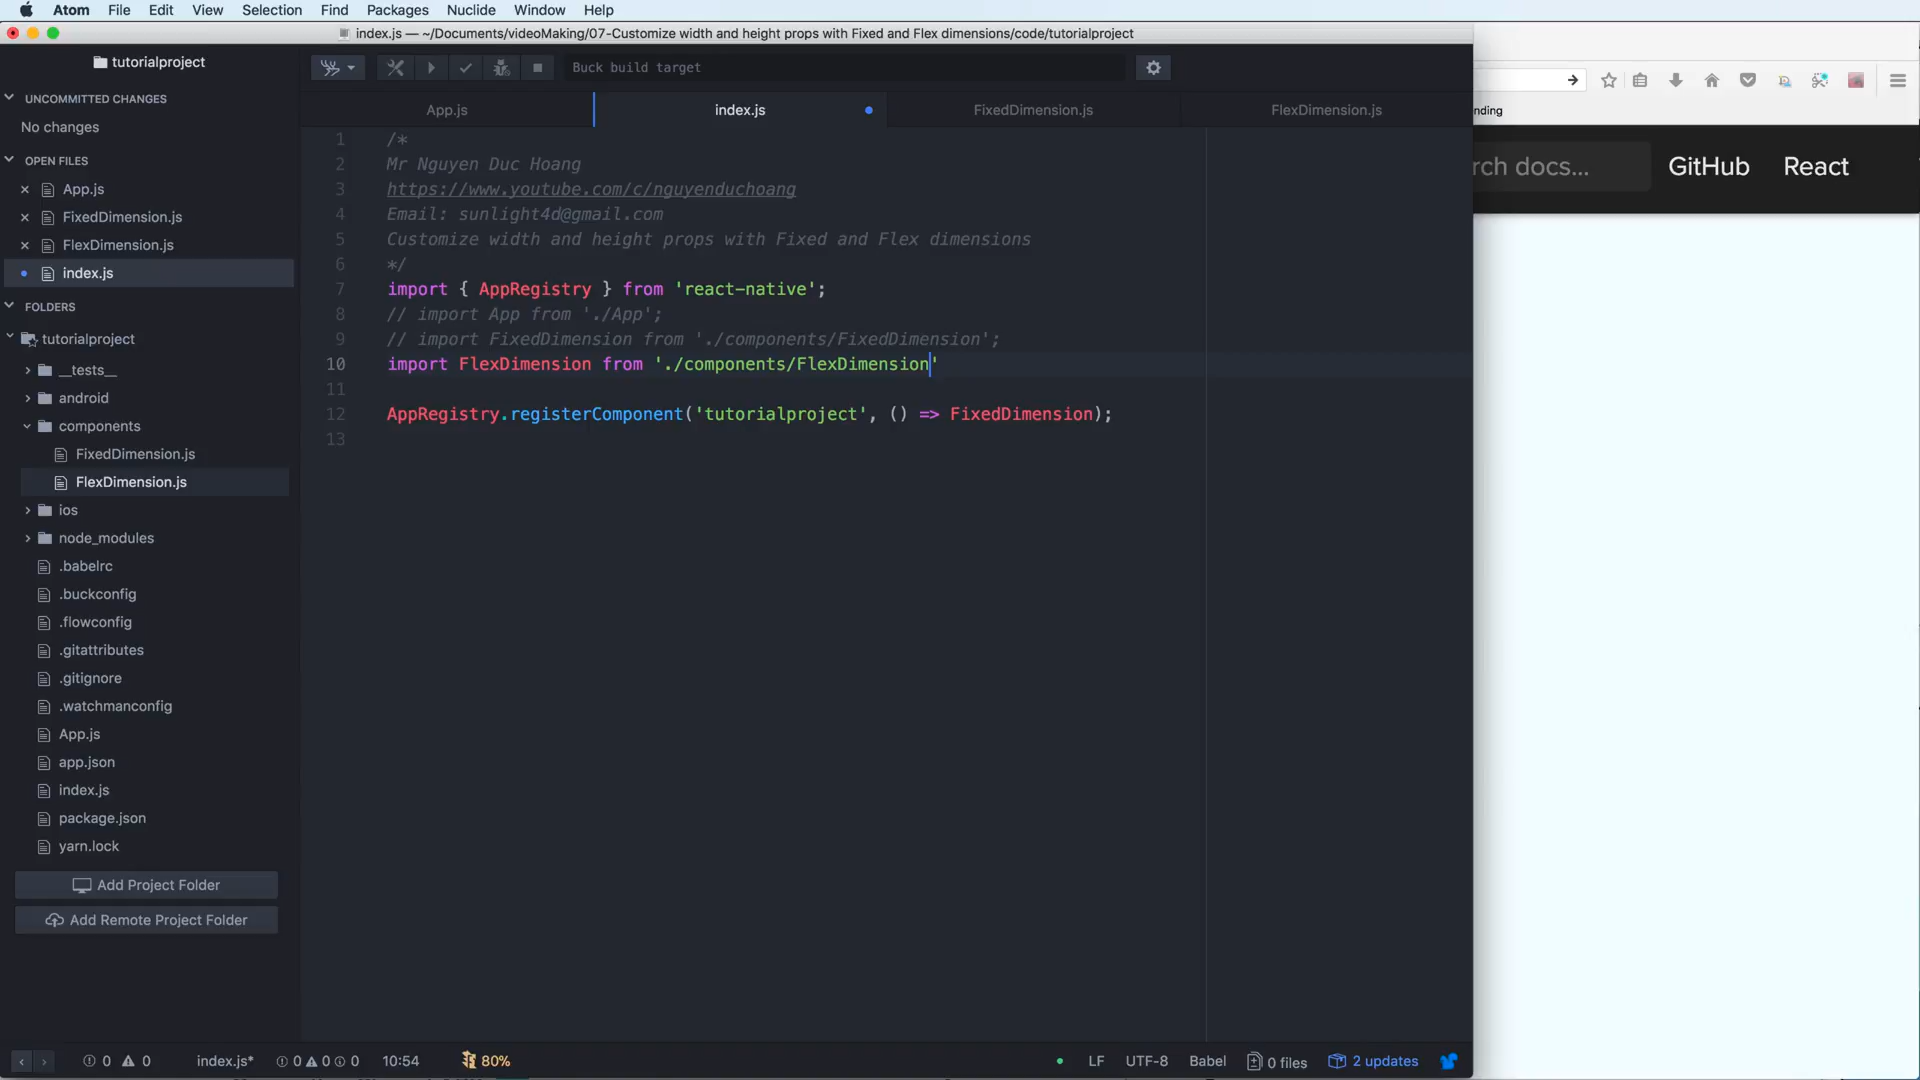 Atom File Edit View Selection Find Packages Nuclide Window Help
index.js — ~/Documents/videoMaking/07-Customize width and height props with Fixed and Flex dimensions/code/tutorialproject
tutorialproject
Buck build target
UNCOMMITTED CHANGES
No changes
OPEN FILES
App.js
FixedDimension.js
FlexDimension.js
index.js
FOLDERS
tutorialproject
__tests__
android
components
FixedDimension.js
FlexDimension.js
ios
node_modules
.babelrc
.buckconfig
.flowconfig
.gitattributes
.gitignore
.watchmanconfig
App.js
app.json
index.js
package.json
yarn.lock
Add Project Folder
Add Remote Project Folder
App.js index.js FixedDimension.js FlexDimension.js
1 /*
2 Mr Nguyen Duc Hoang
3 https://www.youtube.com/c/nguyenduchoang
4 Email: sunlight4d@gmail.com
5 Customize width and height props with Fixed and Flex dimensions
6 */
7 import { AppRegistry } from 'react-native';
8 // import App from './App';
9 // import FixedDimension from './components/FixedDimension';
10 import FlexDimension from './components/FlexDimension'
11
12 AppRegistry.registerComponent('tutorialproject', () => FixedDimension);
13
0 0 index.js* 0 0 0 10:54 80% LF UTF-8 Babel 0 files 2 updates
nding
rch docs... GitHub React